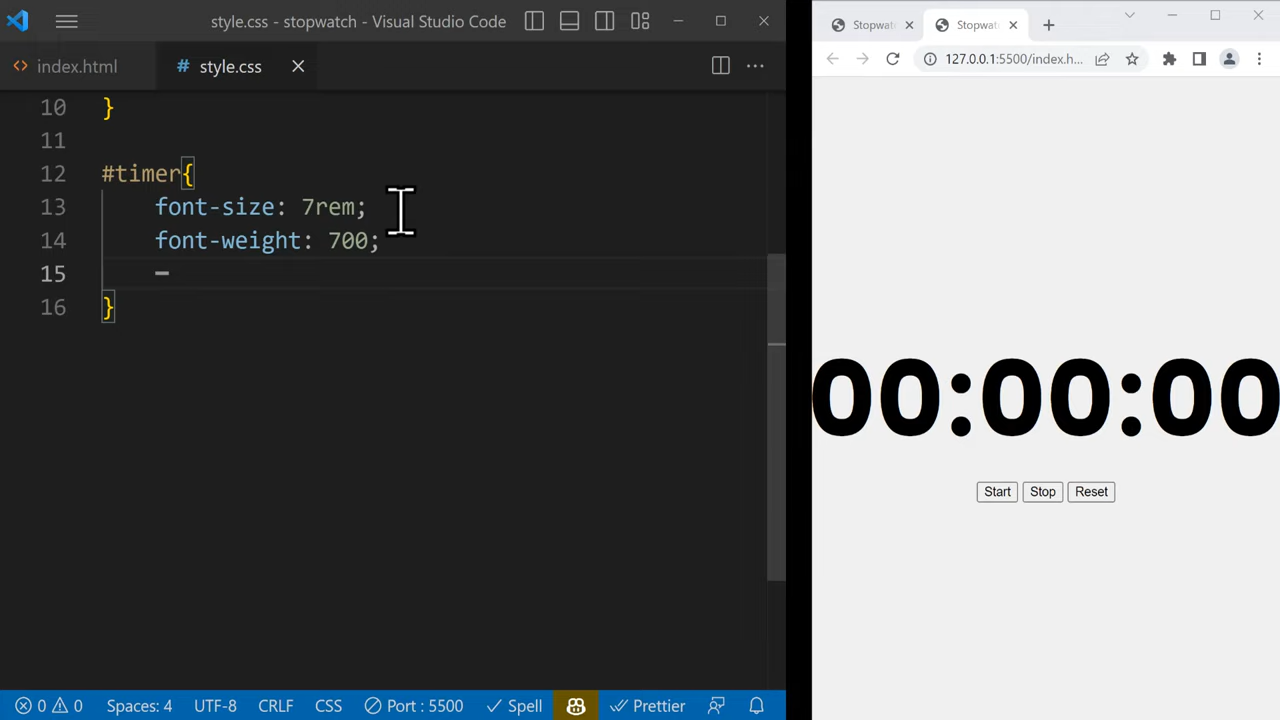 style.css - stopwatch - Visual Studio Code
index.html
# style.css
10 }
11
12 #timer{
13 font-size: 7rem;
14 font-weight: 700;
15
16 }
0 0 Spaces: 4 UTF-8 CRLF CSS Port : 5500 Spell Prettier
Stopwatc Stopwatc
127.0.0.1:5500/index.h...
00:00:00
Start Stop Reset